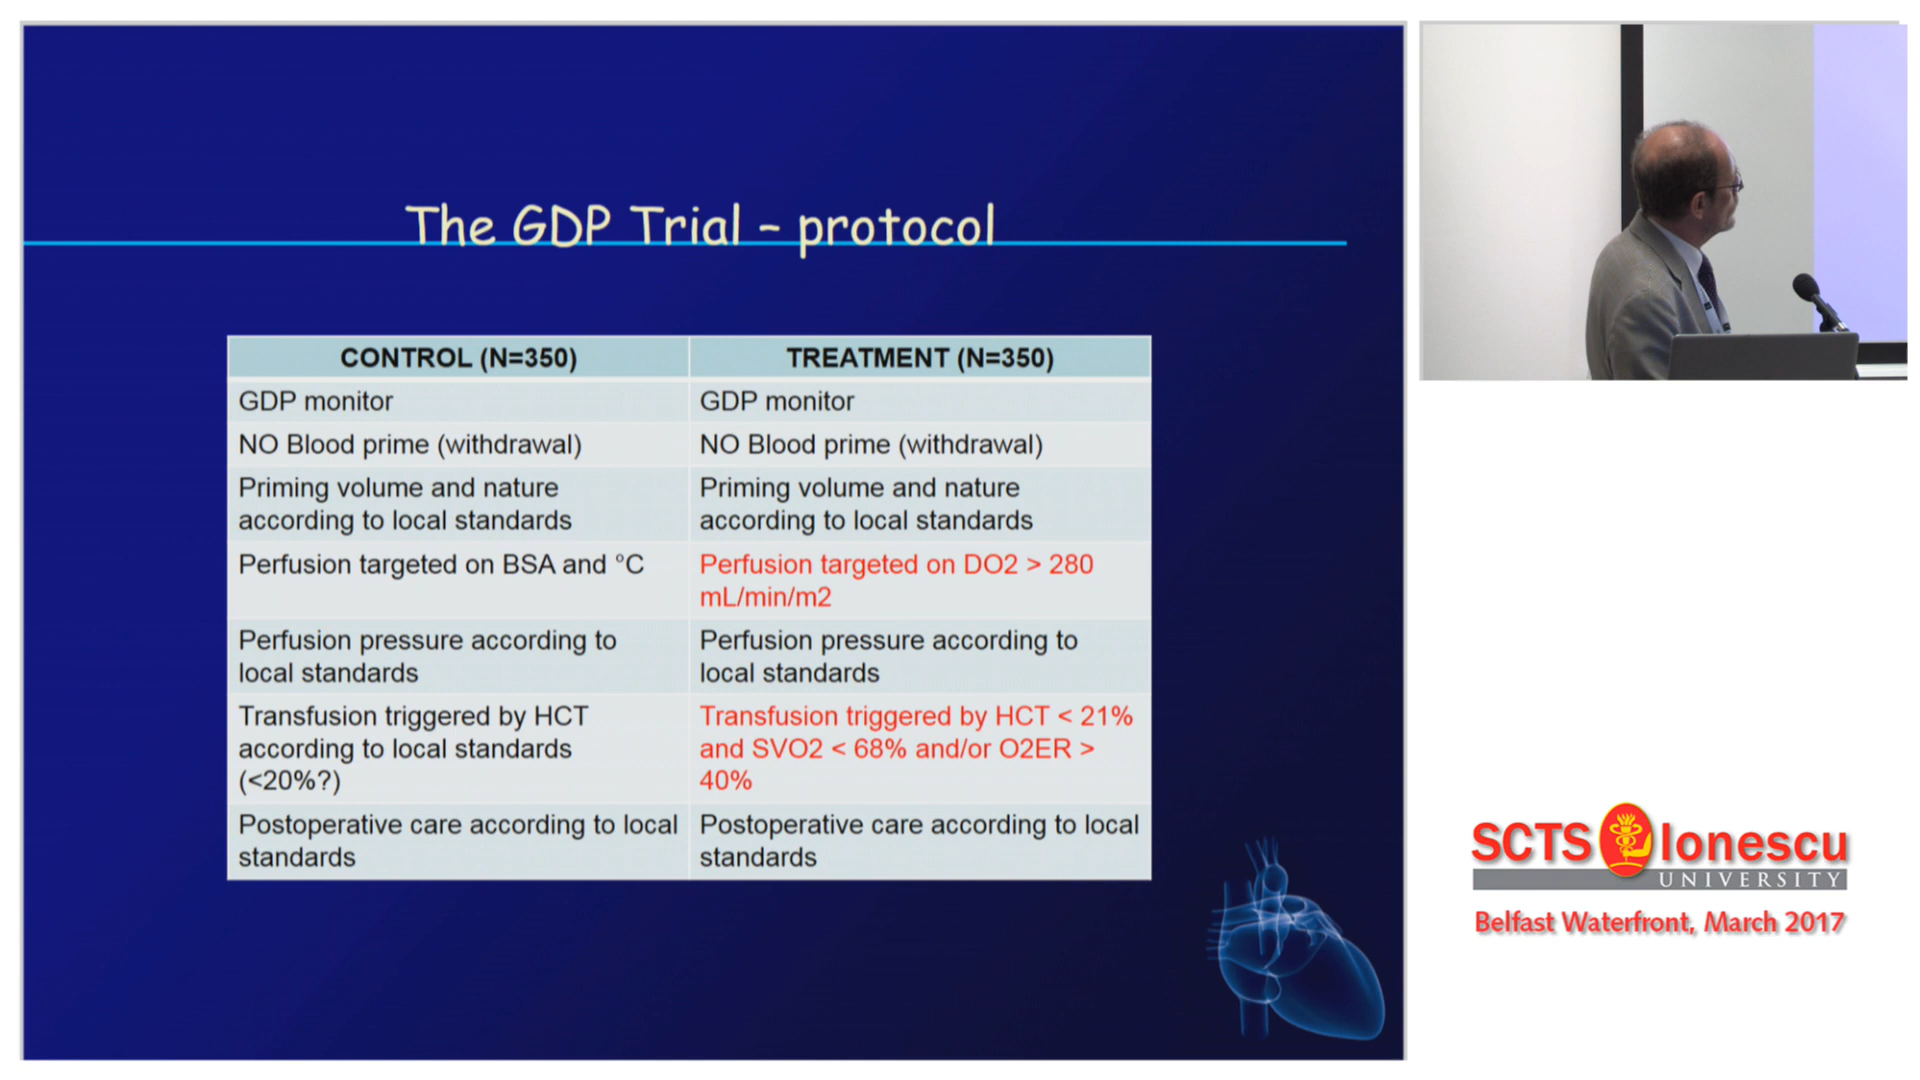 The GDP Trial – protocol
CONTROL (N=350)
TREATMENT (N=350)
GDP monitor
GDP monitor
NO Blood prime (withdrawal)
NO Blood prime (withdrawal)
Priming volume and nature
according to local standards
Priming volume and nature
according to local standards
Perfusion targeted on BSA and °C
Perfusion targeted on DO2 > 280
mL/min/m2
Perfusion pressure according to
local standards
Perfusion pressure according to
local standards
Transfusion triggered by HCT
according to local standards
(<20%?)
Transfusion triggered by HCT < 21%
and SVO2 < 68% and/or O2ER >
40%
Postoperative care according to local
standards
Postoperative care according to local
standards
SCTS Ionescu
UNIVERSITY
Belfast Waterfront, March 2017